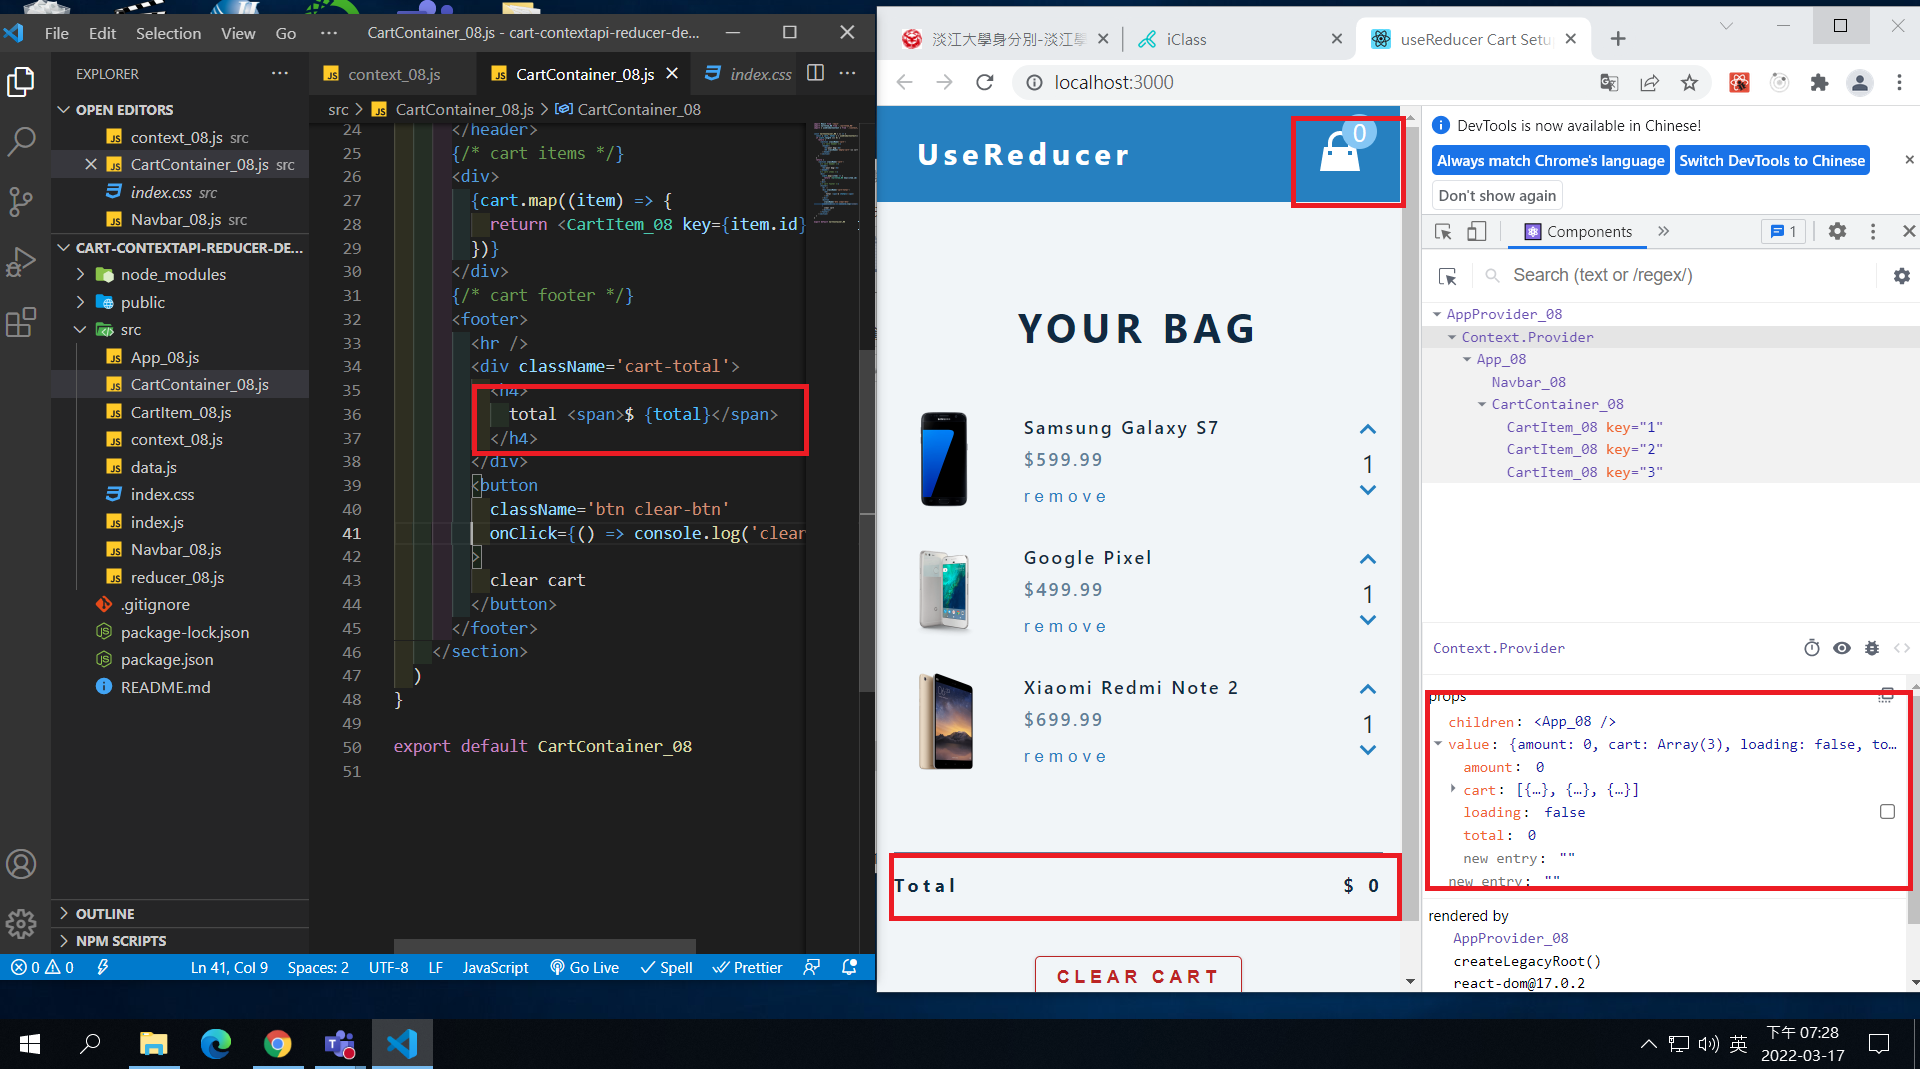 File Edit Selection View Go ··· CartContainer_08.js - cart-contextapi-reducer-de...
EXPLORER
OPEN EDITORS
context_08.js src
CartContainer_08.js src
index.css src
Navbar_08.js src
CART-CONTEXTAPI-REDUCER-DE...
node_modules
public
src
App_08.js
CartContainer_08.js
CartItem_08.js
context_08.js
data.js
index.css
index.js
Navbar_08.js
reducer_08.js
.gitignore
package-lock.json
package.json
README.md
OUTLINE
NPM SCRIPTS
context_08.js CartContainer_08.js index.css
src > CartContainer_08.js > CartContainer_08
24 </header>
25 {/* cart items */}
26 <div>
27 {cart.map((item) => {
28 return <CartItem_08 key={item.id}
29 })}
30 </div>
31 {/* cart footer */}
32 <footer>
33 <hr />
34 <div className='cart-total'>
35 <h4>
36 total <span>$ {total}</span>
37 </h4>
38 </div>
39 <button
40 className='btn clear-btn'
41 onClick={() => console.log('clear
42 >
43 clear cart
44 </button>
45 </footer>
46 </section>
47 )
48 }
49
50 export default CartContainer_08
51
0 0 Ln 41, Col 9 Spaces: 2 UTF-8 LF JavaScript Go Live Spell Prettier
淡江大學身分別-淡江 iClass useReducer Cart Setu
localhost:3000
UseReducer 0
YOUR BAG
Samsung Galaxy S7
$599.99
1
remove
Google Pixel
$499.99
1
remove
Xiaomi Redmi Note 2
$699.99
1
remove
Total $ 0
CLEAR CART
DevTools is now available in Chinese!
Always match Chrome's language Switch DevTools to Chinese
Don't show again
Components » 1
Search (text or /regex/)
AppProvider_08
Context.Provider
App_08
Navbar_08
CartContainer_08
CartItem_08 key="1"
CartItem_08 key="2"
CartItem_08 key="3"
Context.Provider
props
children: <App_08 />
value: {amount: 0, cart: Array(3), loading: false, to...
amount: 0
cart: [{…}, {…}, {…}]
loading: false
total: 0
new entry: ""
new entry: ""
rendered by
AppProvider_08
createLegacyRoot()
react-dom@17.0.2
英
下午 07:28
2022-03-17